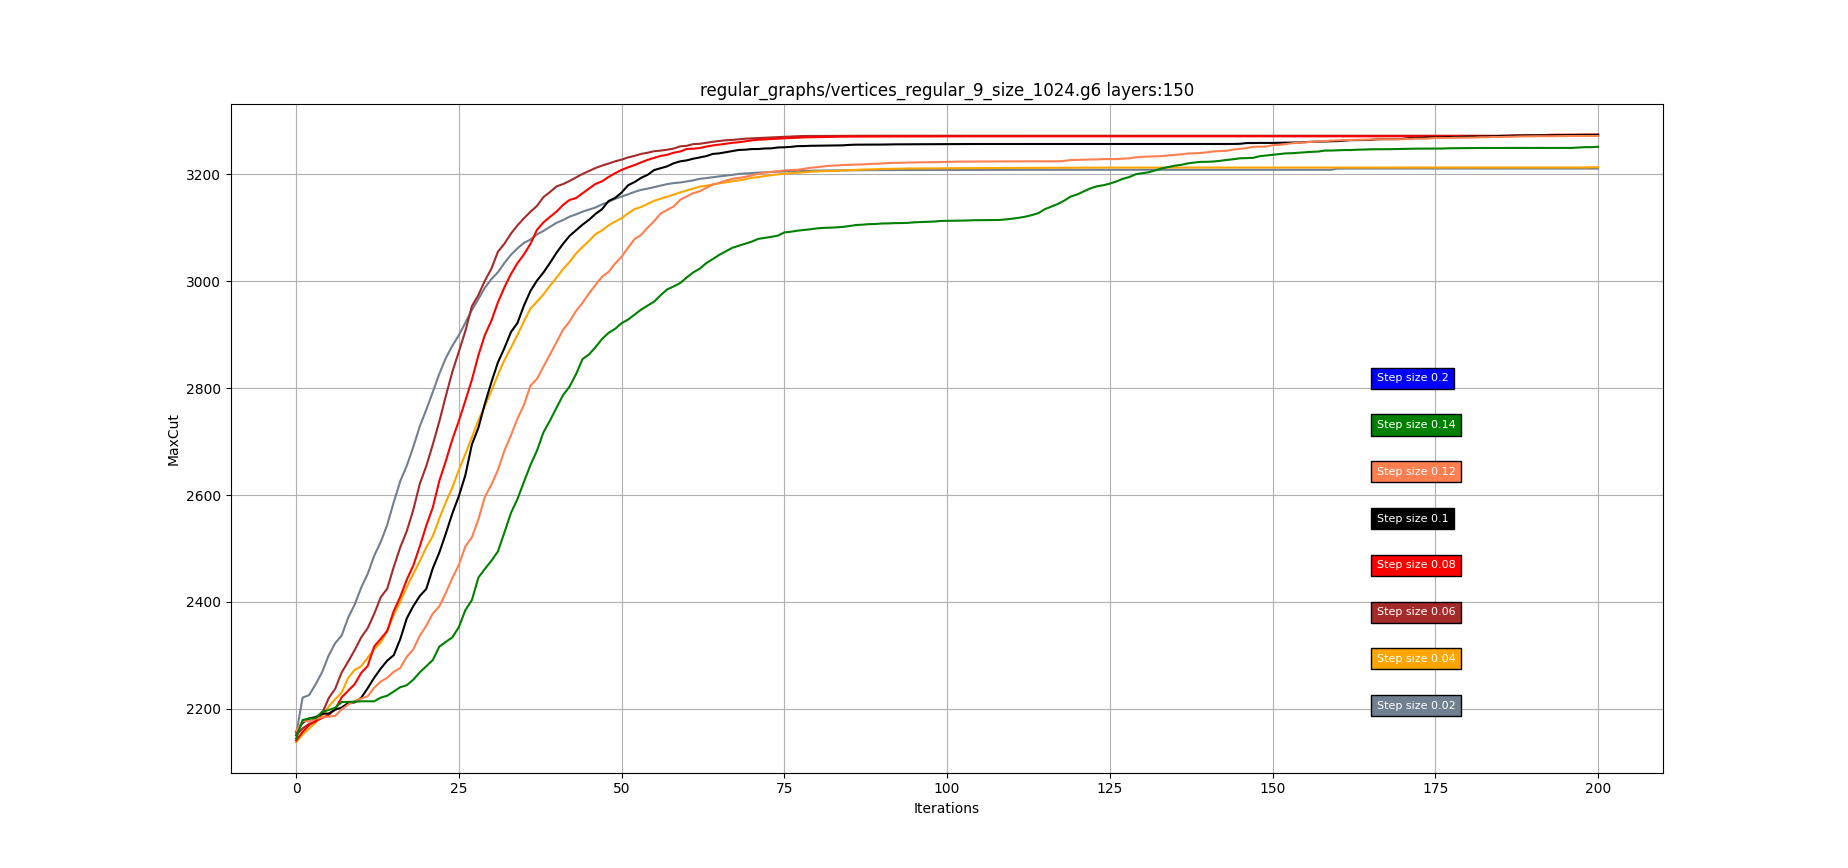 regular_graphs/vertices_regular_9_size_1024.g6 layers:150
MaxCut
3200
3000
2800
2600
2400
2200
Step size 0.2
Step size 0.14
Step size 0.12
Step size 0.1
Step size 0.08
Step size 0.06
Step size 0.04
Step size 0.02
0 25 50 75 100 125 150 175 200
Iterations